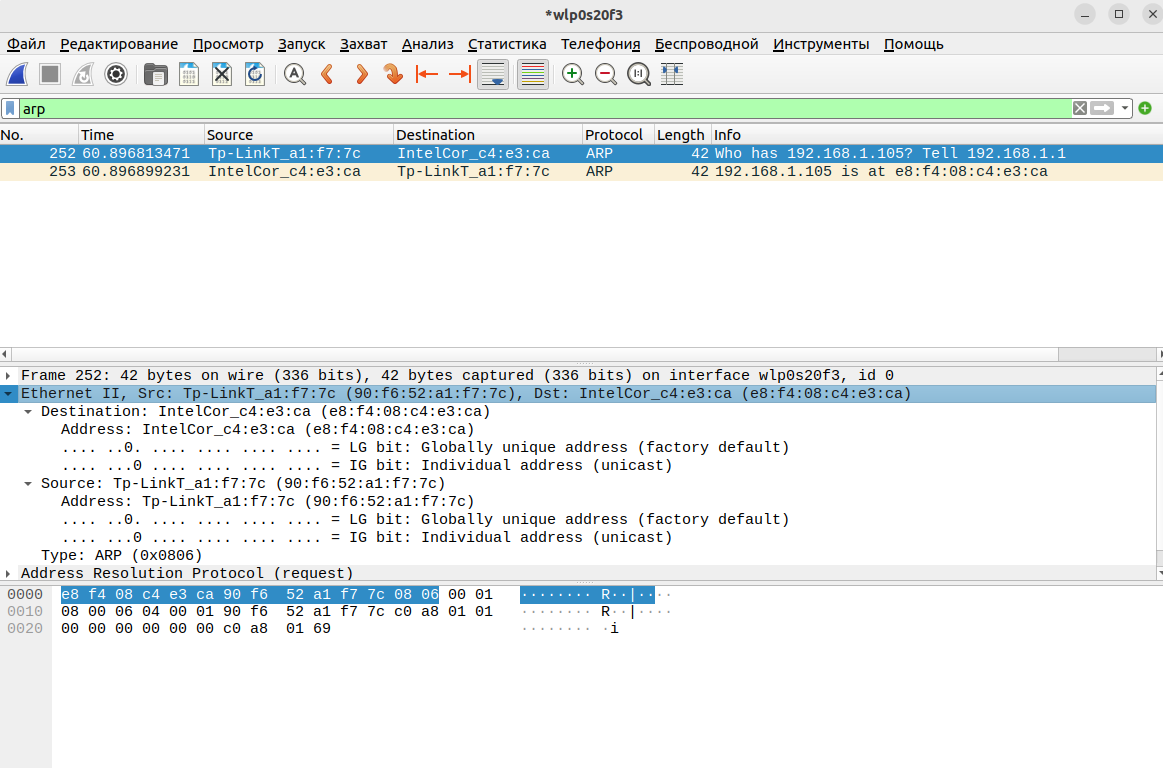 *wlp0s20f3
Файл Редактирование Просмотр Запуск Захват Анализ Статистика Телефония Беспроводной Инструменты Помощь
arp
No. Time Source Destination Protocol Length Info
252 60.896813471 Tp-LinkT_a1:f7:7c IntelCor_c4:e3:ca ARP 42 Who has 192.168.1.105? Tell 192.168.1.1
253 60.896899231 IntelCor_c4:e3:ca Tp-LinkT_a1:f7:7c ARP 42 192.168.1.105 is at e8:f4:08:c4:e3:ca
Frame 252: 42 bytes on wire (336 bits), 42 bytes captured (336 bits) on interface wlp0s20f3, id 0
Ethernet II, Src: Tp-LinkT_a1:f7:7c (90:f6:52:a1:f7:7c), Dst: IntelCor_c4:e3:ca (e8:f4:08:c4:e3:ca)
Destination: IntelCor_c4:e3:ca (e8:f4:08:c4:e3:ca)
Address: IntelCor_c4:e3:ca (e8:f4:08:c4:e3:ca)
.... ..0. .... .... .... .... = LG bit: Globally unique address (factory default)
.... ...0 .... .... .... .... = IG bit: Individual address (unicast)
Source: Tp-LinkT_a1:f7:7c (90:f6:52:a1:f7:7c)
Address: Tp-LinkT_a1:f7:7c (90:f6:52:a1:f7:7c)
.... ..0. .... .... .... .... = LG bit: Globally unique address (factory default)
.... ...0 .... .... .... .... = IG bit: Individual address (unicast)
Type: ARP (0x0806)
Address Resolution Protocol (request)
0000 e8 f4 08 c4 e3 ca 90 f6 52 a1 f7 7c 08 06 00 01 ········ R··|····
0010 08 00 06 04 00 01 90 f6 52 a1 f7 7c c0 a8 01 01 ········ R··|····
0020 00 00 00 00 00 00 c0 a8 01 69 ········ ·i